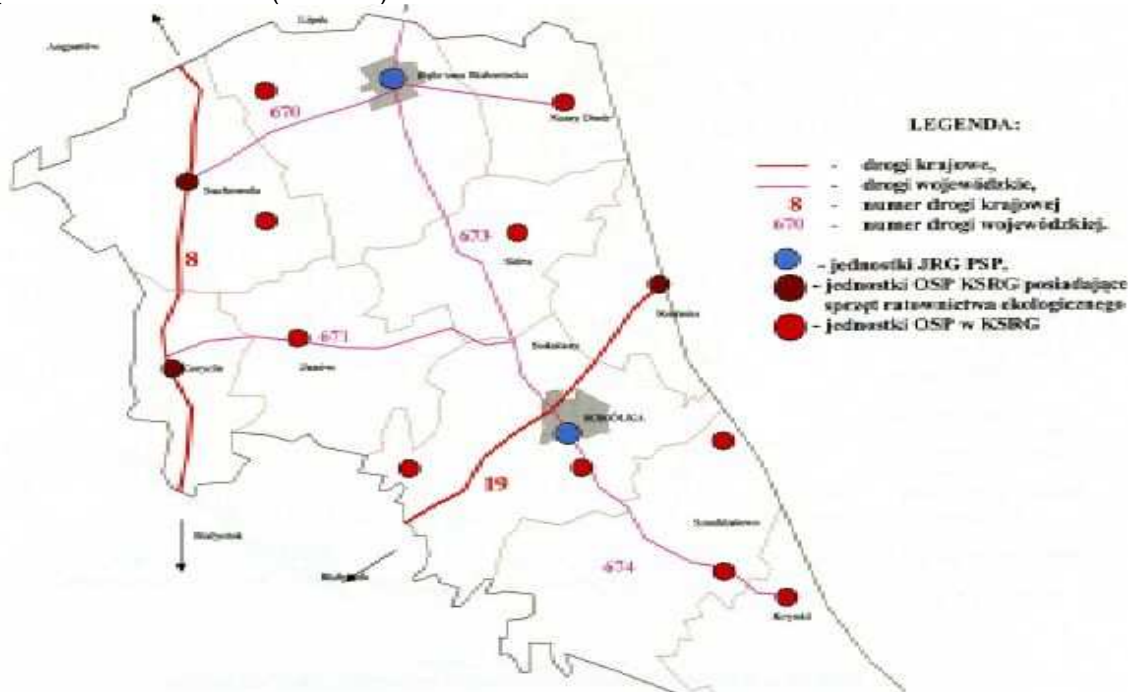 Lipsk
Augustów
Dąbrowa Białostocka
670
Nowy Dwór
Suchowola
8
673
Sidra
Kuźnica
671
Janów
Korycin
Sokolany
SOKÓŁKA
19
Szudziałowo
Białystok
Białystok
674
Krynki
LEGENDA:
- drogi krajowe,
- drogi wojewódzkie,
8 - numer drogi krajowej
670 - numer drogi wojewódzkiej.
- jednostki JRG PSP.
- jednostki OSP KSRG posiadające
sprzęt ratownictwa ekologicznego
- jednostki OSP w KSRG